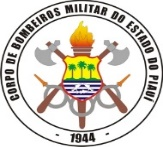 CORPO DE BOMBEIROS MILITAR DO ESTADO DO PIAUÍ
- 1944 -